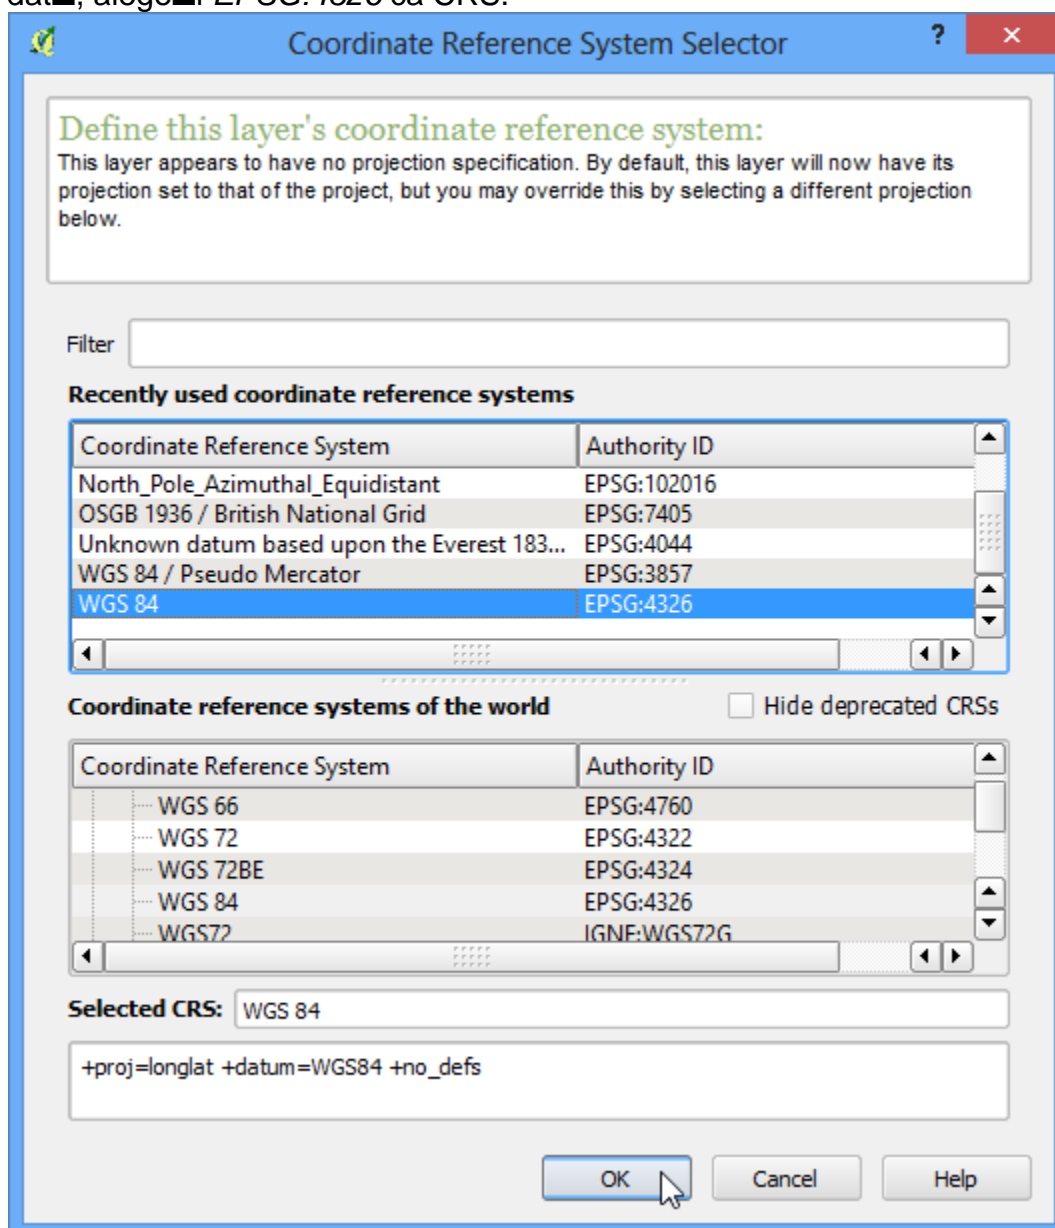 dat■, alege■i EPSG:4326 ca CRS.
Coordinate Reference System Selector
Define this layer's coordinate reference system:
This layer appears to have no projection specification. By default, this layer will now have its
projection set to that of the project, but you may override this by selecting a different projection
below.
Filter
Recently used coordinate reference systems
Coordinate Reference System Authority ID
North_Pole_Azimuthal_Equidistant EPSG:102016
OSGB 1936 / British National Grid EPSG:7405
Unknown datum based upon the Everest 183... EPSG:4044
WGS 84 / Pseudo Mercator EPSG:3857
WGS 84 EPSG:4326
Coordinate reference systems of the world Hide deprecated CRSs
Coordinate Reference System Authority ID
WGS 66 EPSG:4760
WGS 72 EPSG:4322
WGS 72BE EPSG:4324
WGS 84 EPSG:4326
WGS72 IGNF:WGS72G
Selected CRS: WGS 84
+proj=longlat +datum=WGS84 +no_defs
OK Cancel Help